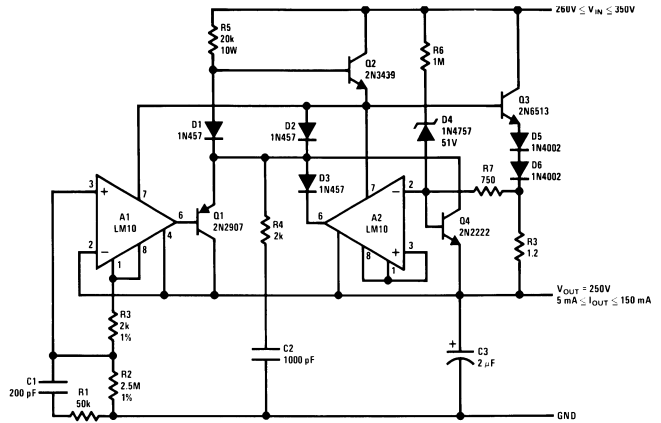 260V ≤ VIN ≤ 350V
R5
20k
10W
Q2
2N3439
R6
1M
Q3
2N6513
D1
1N457
D2
1N457
D4
1N4757
51V
D5
1N4002
D6
1N4002
D3
1N457
R7
750
3
+
7
A1
LM10
6
2
−
4
1
8
Q1
2N2907
R4
2k
7
−
2
6
A2
LM10
+
3
8
1
Q4
2N2222
R3
1.2
VOUT = 250V
5 mA ≤ IOUT ≤ 150 mA
R3
2k
1%
C2
1000 pF
+
C3
2 μF
C1
200 pF
R1
50k
R2
2.5M
1%
GND